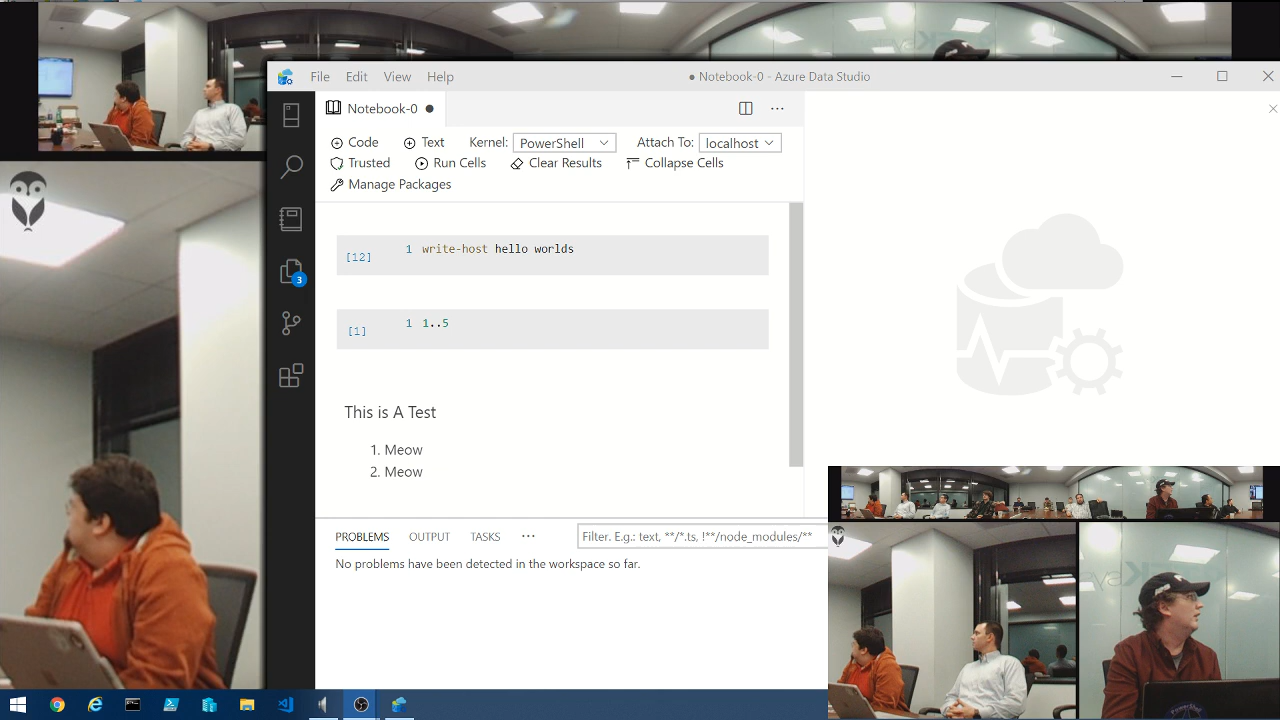 File Edit View Help
● Notebook-0 - Azure Data Studio
Notebook-0 ●
Code Text Kernel: PowerShell Attach To: localhost
Trusted Run Cells Clear Results Collapse Cells
Manage Packages
3
[12] 1 write-host hello worlds
[1] 1 1..5
This is A Test
1. Meow
2. Meow
PROBLEMS OUTPUT TASKS ···
Filter. E.g.: text, **/*.ts, !**/node_modules/**
No problems have been detected in the workspace so far.